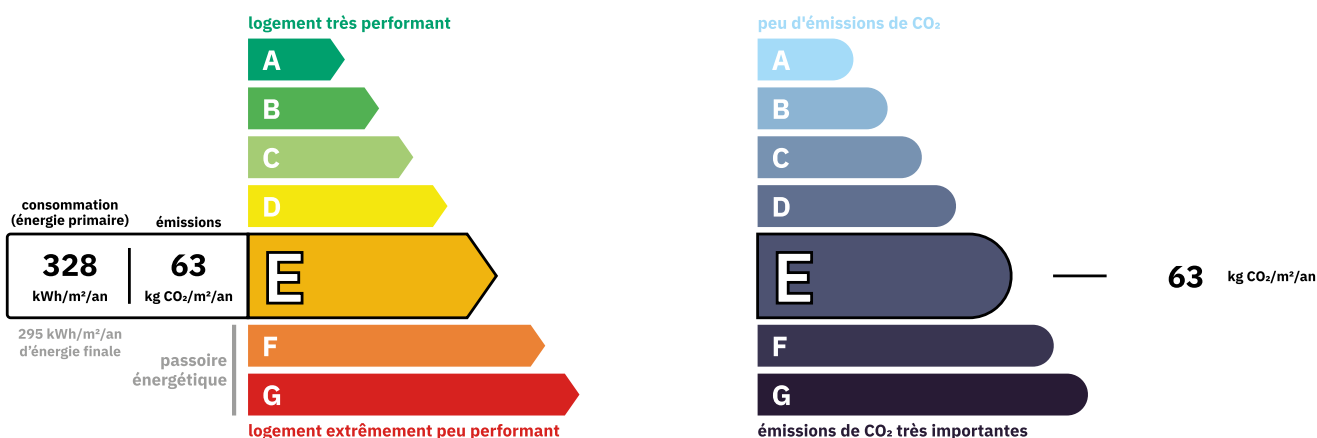 logement très performant
A
B
C
D
consommation
(énergie primaire)
émissions
328
kWh/m²/an
63
kg CO₂/m²/an
E
295 kWh/m²/an
d'énergie finale
passoire
énergétique
F
G
logement extrêmement peu performant
peu d'émissions de CO₂
A
B
C
D
E
63 kg CO₂/m²/an
F
G
émissions de CO₂ très importantes